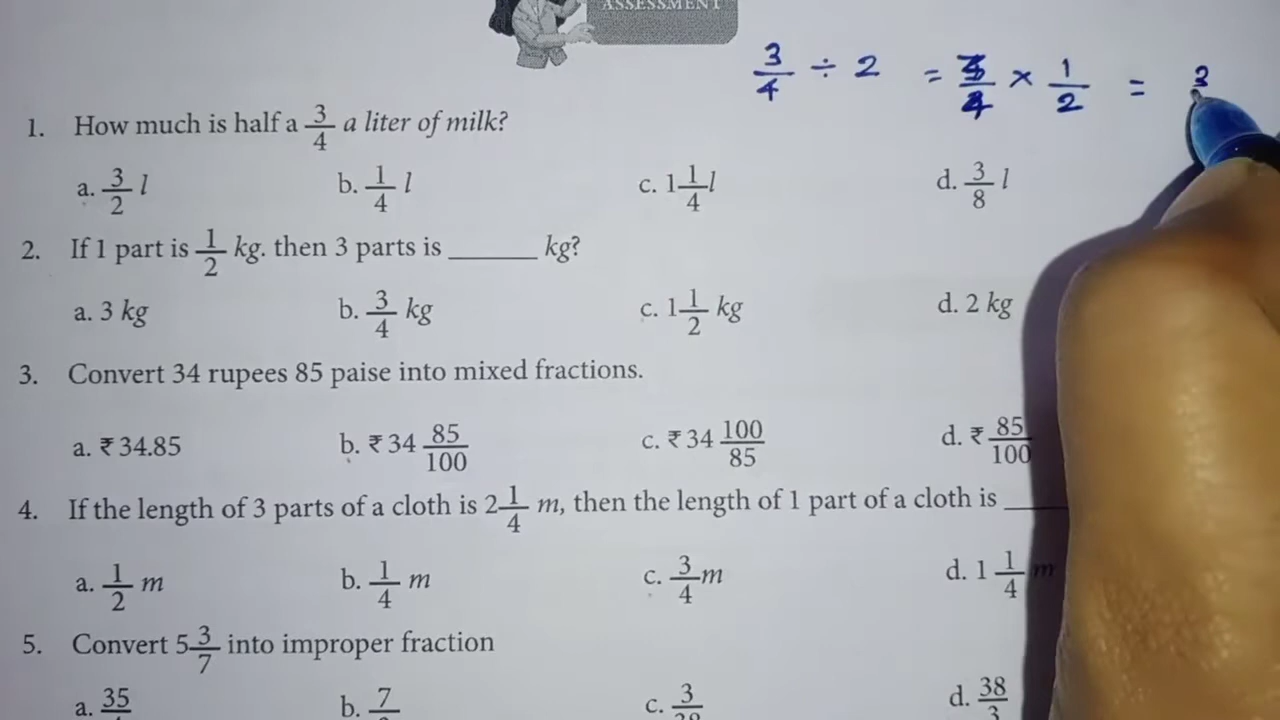 ASSESSMENT
3/4 ÷ 2 = 3/4 × 1/2 = 3
1. How much is half a 3/4 a liter of milk?
a. 3/2 l b. 1/4 l c. 1 1/4 l d. 3/8 l
2. If 1 part is 1/2 kg. then 3 parts is ______ kg?
a. 3 kg b. 3/4 kg c. 1 1/2 kg d. 2 kg
3. Convert 34 rupees 85 paise into mixed fractions.
a. ₹ 34.85 b. ₹ 34 85/100 c. ₹ 34 100/85 d. ₹ 85/100
4. If the length of 3 parts of a cloth is 2 1/4 m, then the length of 1 part of a cloth is ____
a. 1/2 m b. 1/4 m c. 3/4 m d. 1 1/4 m
5. Convert 5 3/7 into improper fraction
a. 35 b. 7 c. 3 d. 38/3